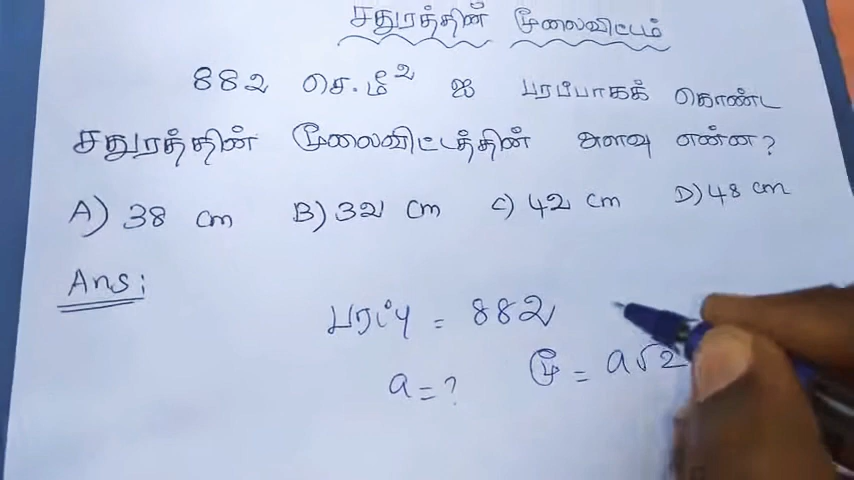 சதுரத்தின் மூலைவிட்டம்
882 செ.மீ² ஐ பரப்பாகக் கொண்ட
சதுரத்தின் மூலைவிட்டத்தின் அளவு என்ன?
A) 38 cm B) 32 cm C) 42 cm D) 48 cm
Ans:
பரப்பு = 882
a = ? மூ = a√2